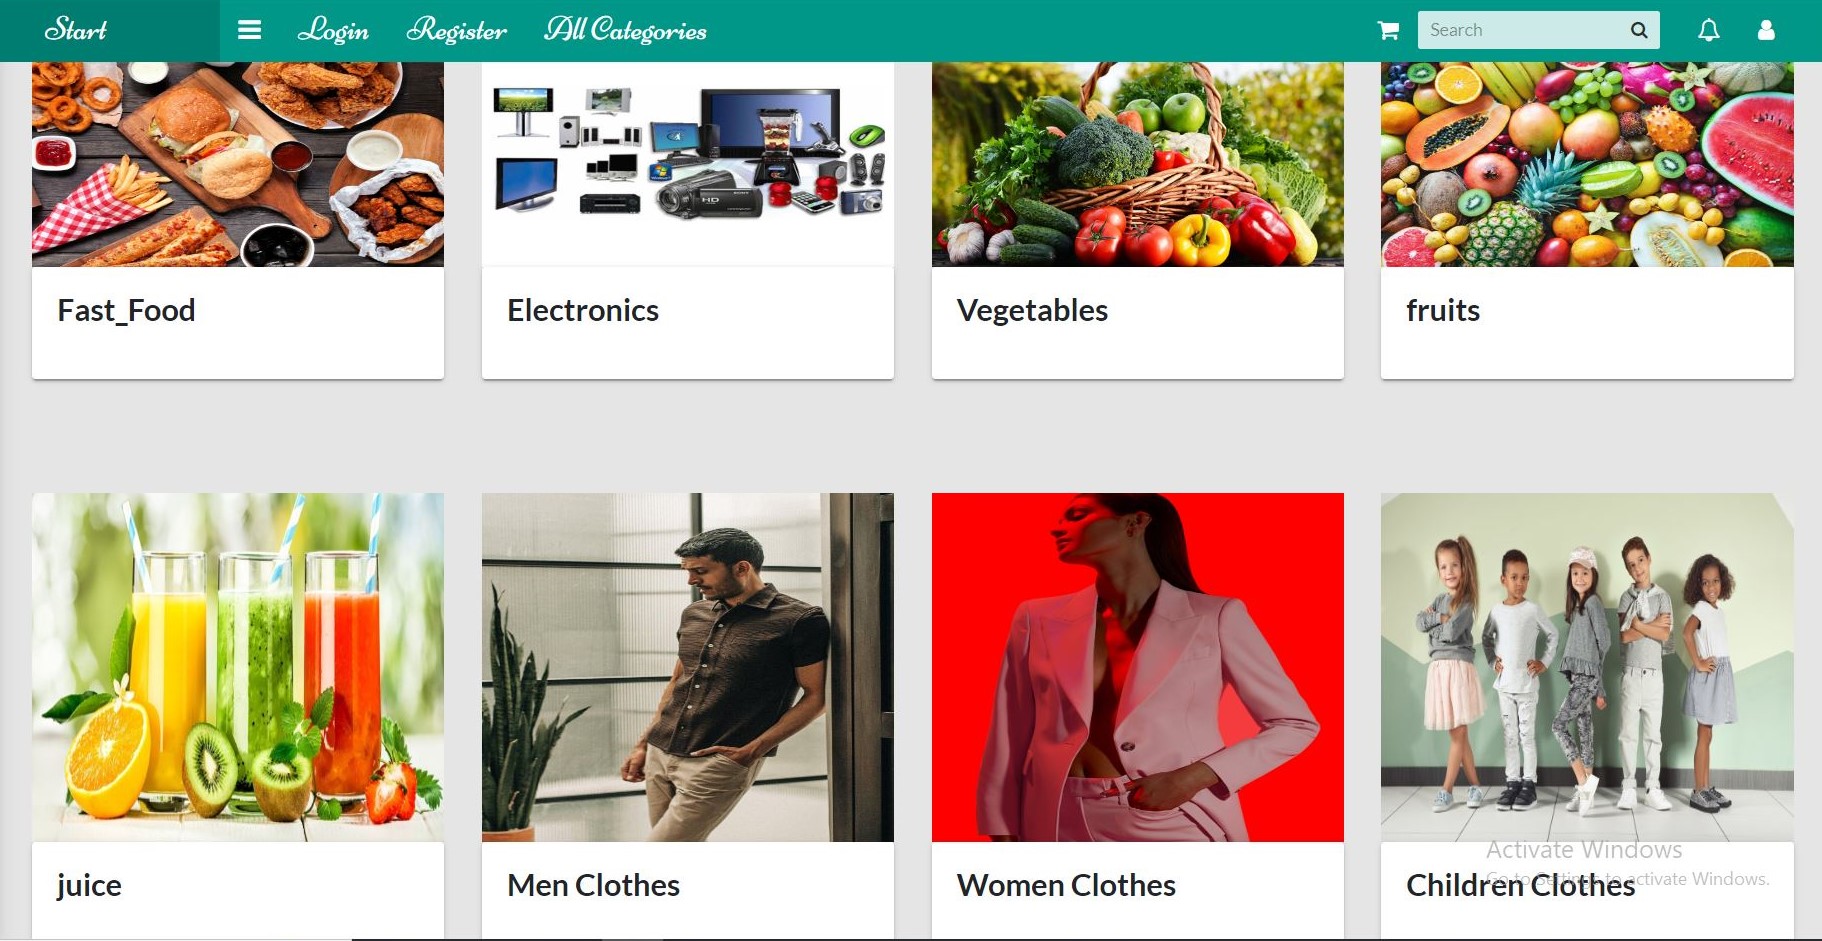 Start
Login
Register
All Categories
Search
Fast_Food
Electronics
Vegetables
fruits
juice
Men Clothes
Women Clothes
Children Clothes
Activate Windows
Go to Settings to activate Windows.